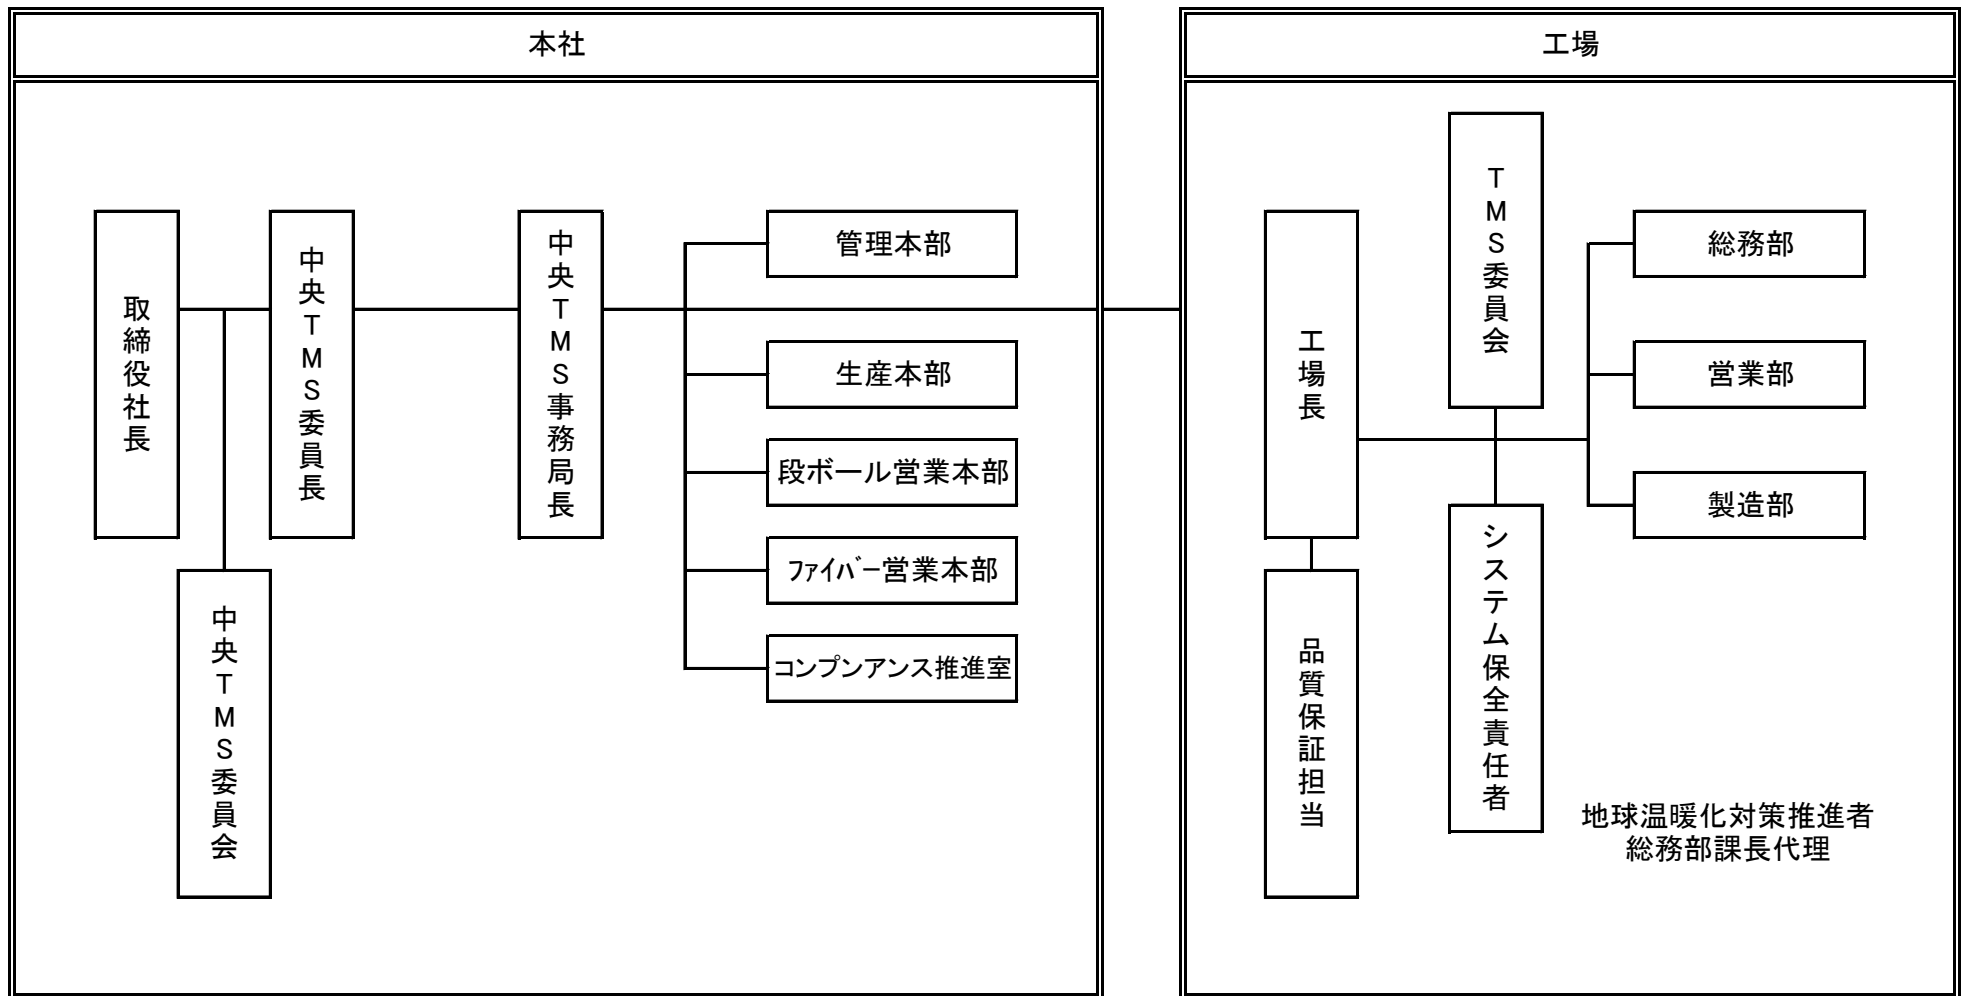 本社
取締役社長
中央TMS委員会
中央TMS委員長
中央TMS事務局長
管理本部
生産本部
段ボール営業本部
ﾌｧｲﾊﾞｰ営業本部
コンプンアンス推進室
工場
工場長
品質保証担当
TMS委員会
システム保全責任者
総務部
営業部
製造部
地球温暖化対策推進者
総務部課長代理